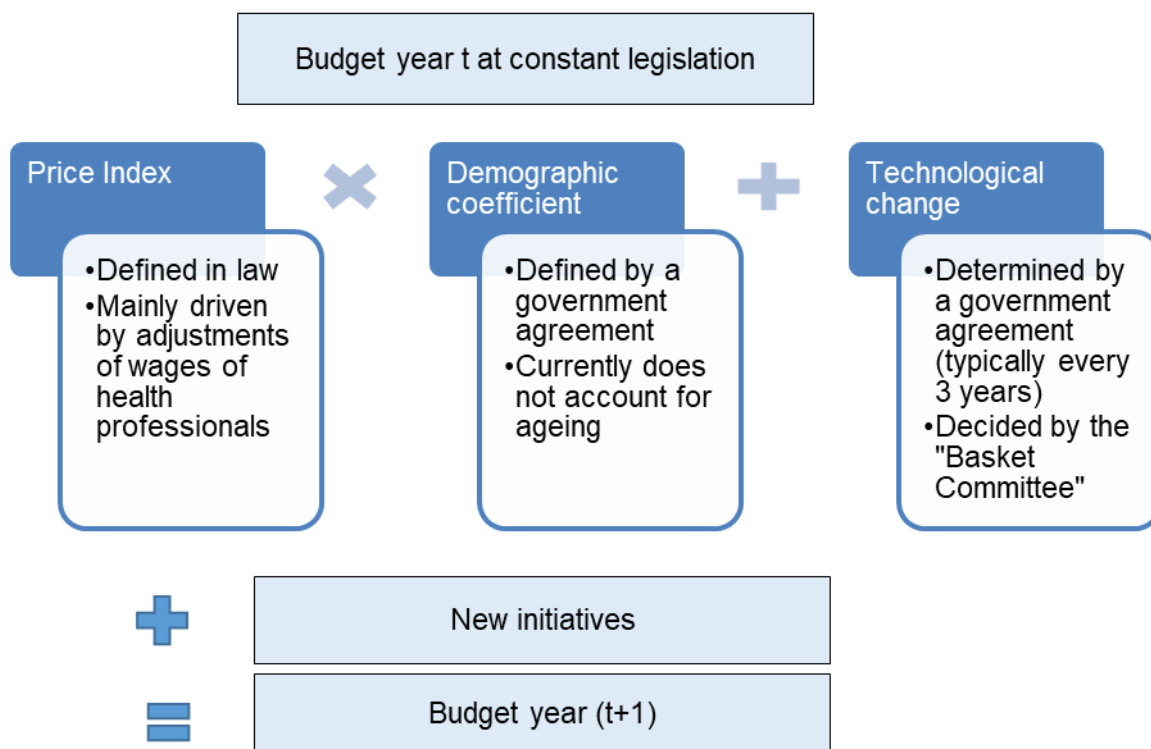 Budget year t at constant legislation
Price Index
•Defined in law
•Mainly driven
by adjustments
of wages of
health
professionals
Demographic
coefficient
•Defined by a
government
agreement
•Currently does
not account for
ageing
Technological
change
•Determined by
a government
agreement
(typically every
3 years)
•Decided by the
"Basket
Committee"
New initiatives
Budget year (t+1)